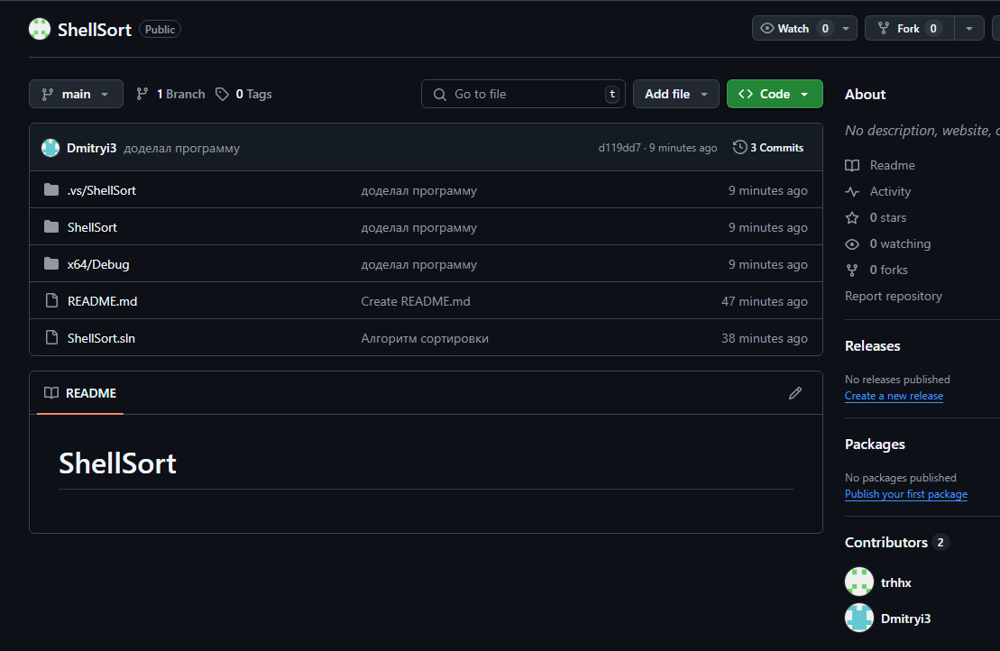 ShellSort Public Watch 0 Fork 0
main 1 Branch 0 Tags Go to file t Add file Code
Dmitryi3 доделал программу d119dd7 · 9 minutes ago 3 Commits
.vs/ShellSort доделал программу 9 minutes ago
ShellSort доделал программу 9 minutes ago
x64/Debug доделал программу 9 minutes ago
README.md Create README.md 47 minutes ago
ShellSort.sln Алгоритм сортировки 38 minutes ago
README
ShellSort
About
No description, website,
Readme
Activity
0 stars
0 watching
0 forks
Report repository
Releases
No releases published
Create a new release
Packages
No packages published
Publish your first package
Contributors 2
trhhx
Dmitryi3